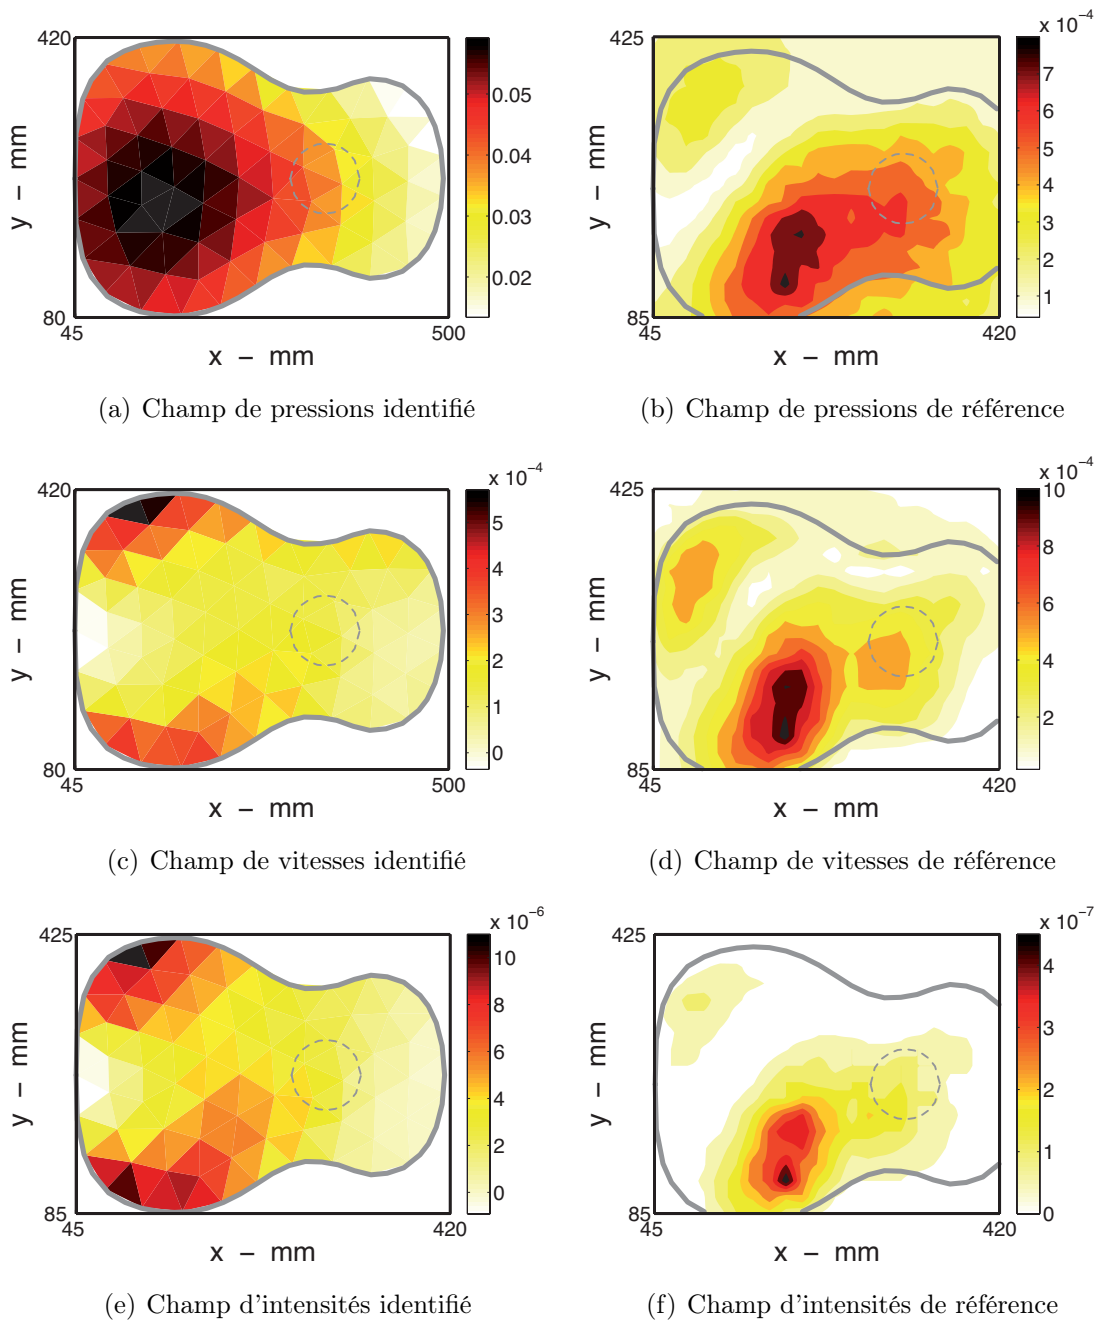 420
y – mm
80
45
500
x – mm
0.05
0.04
0.03
0.02
(a) Champ de pressions identifié
425
y – mm
85
45
420
x – mm
x 10⁻⁴
7
6
5
4
3
2
1
(b) Champ de pressions de référence
420
y – mm
80
45
500
x – mm
x 10⁻⁴
5
4
3
2
1
0
(c) Champ de vitesses identifié
425
y – mm
85
45
420
x – mm
x 10⁻⁴
10
8
6
4
2
(d) Champ de vitesses de référence
425
y – mm
85
45
420
x – mm
x 10⁻⁶
10
8
6
4
2
0
(e) Champ d'intensités identifié
425
y – mm
85
45
420
x – mm
x 10⁻⁷
4
3
2
1
0
(f) Champ d'intensités de référence